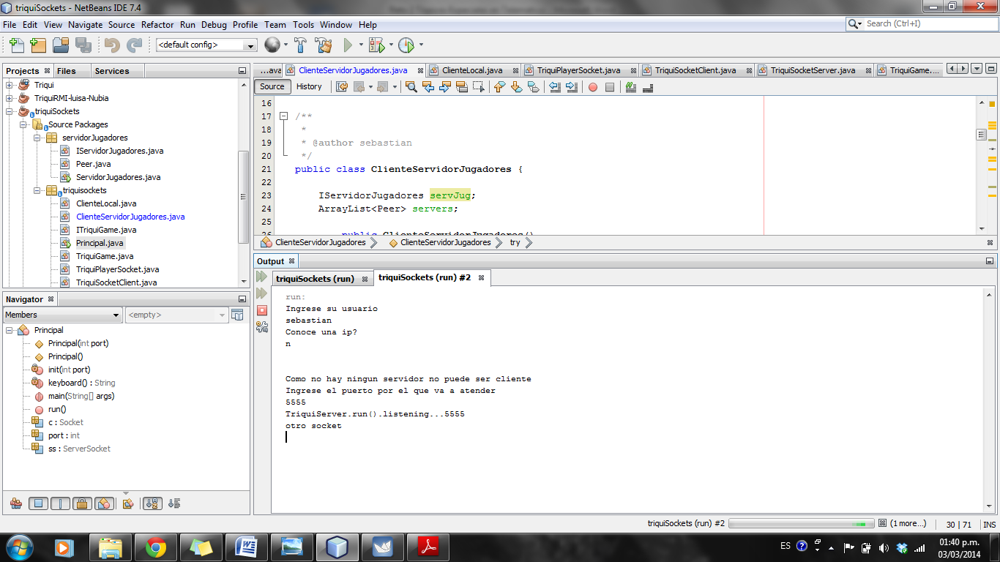 triquiSockets - NetBeans IDE 7.4
File Edit View Navigate Source Refactor Run Debug Profile Team Tools Window Help
Search (Ctrl+I)
<default config>
Projects Files Services
Triqui
TriquiRMI-luisa-Nubia
triquiSockets
Source Packages
servidorJugadores
IServidorJugadores.java
Peer.java
ServidorJugadores.java
triquisockets
ClienteLocal.java
ClienteServidorJugadores.java
ITriquiGame.java
Principal.java
TriquiGame.java
TriquiPlayerSocket.java
TriquiSocketClient.java
...ava ClienteServidorJugadores.java ClienteLocal.java TriquiPlayerSocket.java TriquiSocketClient.java TriquiSocketServer.java TriquiGame....
Source History
16
17 /**
18 *
19 * @author sebastian
20 */
21 public class ClienteServidorJugadores {
22
23 IServidorJugadores servJug;
24 ArrayList<Peer> servers;
25
26 public ClienteServidorJugadores()
ClienteServidorJugadores ClienteServidorJugadores try
Navigator
Members <empty>
Principal
Principal(int port)
Principal()
init(int port)
keyboard() : String
main(String[] args)
run()
c : Socket
port : int
ss : ServerSocket
Output
triquiSockets (run) triquiSockets (run) #2
run:
Ingrese su usuario
sebastian
Conoce una ip?
n
Como no hay ningun servidor no puede ser cliente
Ingrese el puerto por el que va a atender
5555
TriquiServer.run().listening...5555
otro socket
triquiSockets (run) #2 (1 more...) 30 | 71 INS
ES 01:40 p.m.
03/03/2014